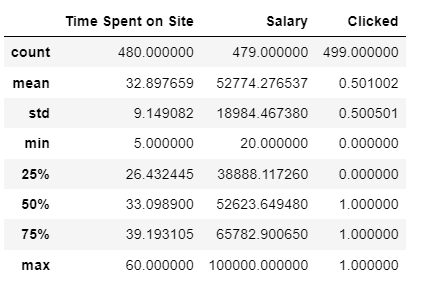 Time Spent on Site Salary Clicked
count 480.000000 479.000000 499.000000
mean 32.897659 52774.276537 0.501002
std 9.149082 18984.467380 0.500501
min 5.000000 20.000000 0.000000
25% 26.432445 38888.117260 0.000000
50% 33.098900 52623.649480 1.000000
75% 39.193105 65782.900650 1.000000
max 60.000000 100000.000000 1.000000